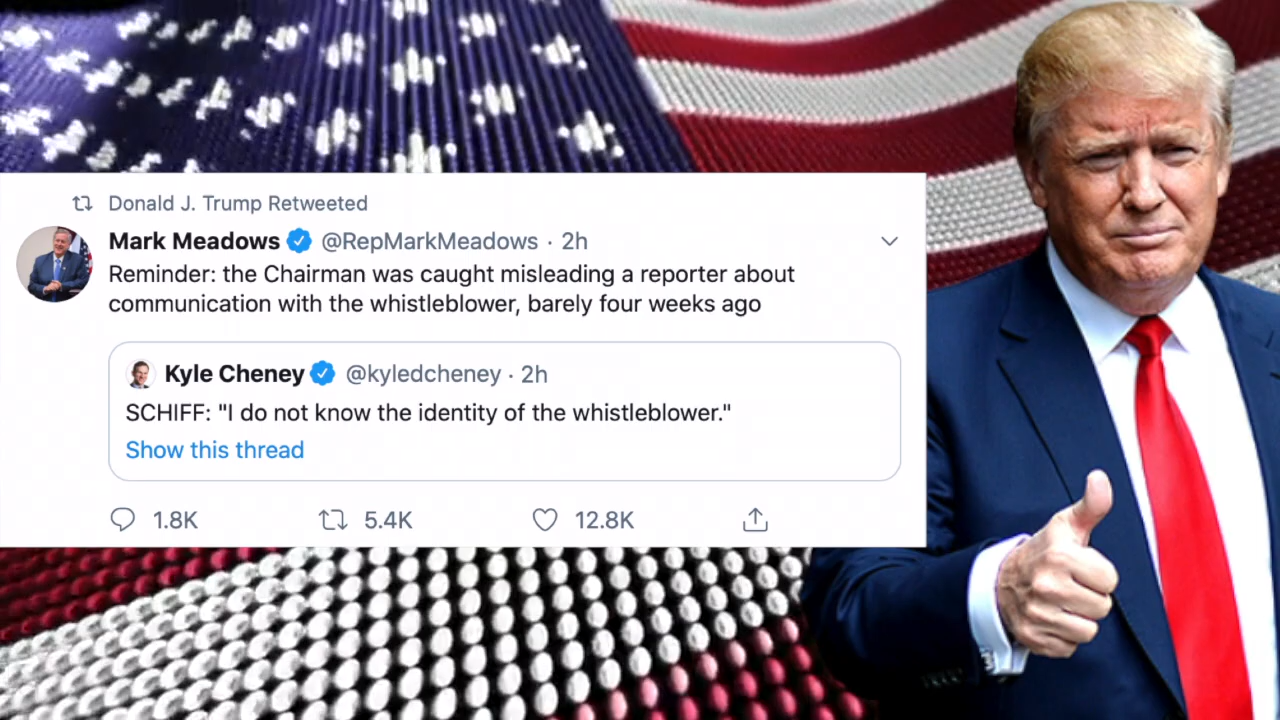 Donald J. Trump Retweeted
Mark Meadows @RepMarkMeadows · 2h
Reminder: the Chairman was caught misleading a reporter about
communication with the whistleblower, barely four weeks ago
Kyle Cheney @kyledcheney · 2h
SCHIFF: "I do not know the identity of the whistleblower."
Show this thread
1.8K 5.4K 12.8K